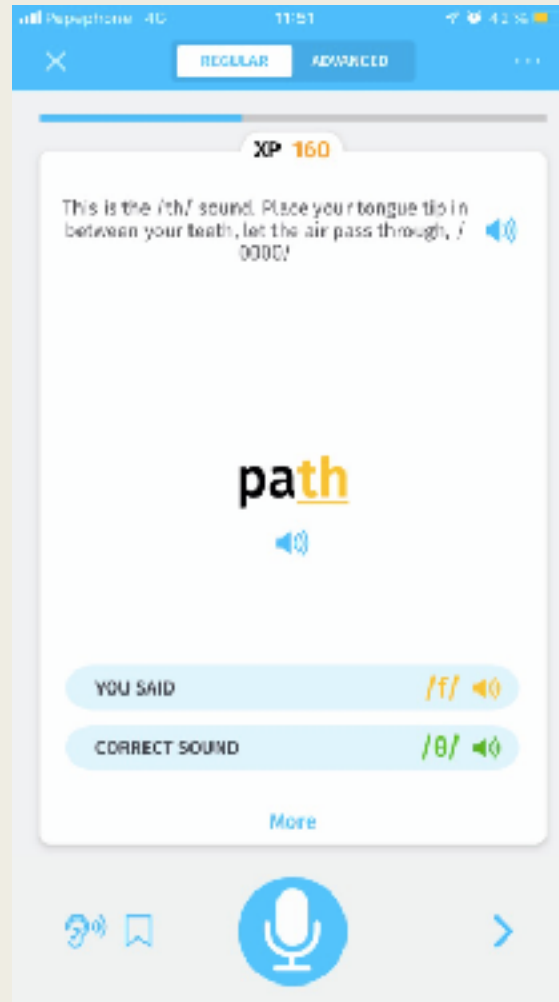 Pepephone 4G 11:51 42 %
REGULAR ADVANCED
XP 160
This is the /th/ sound. Place your tongue tip in
between your teeth, let the air pass through, /
θθθθ/
path
YOU SAID /f/
CORRECT SOUND /θ/
More